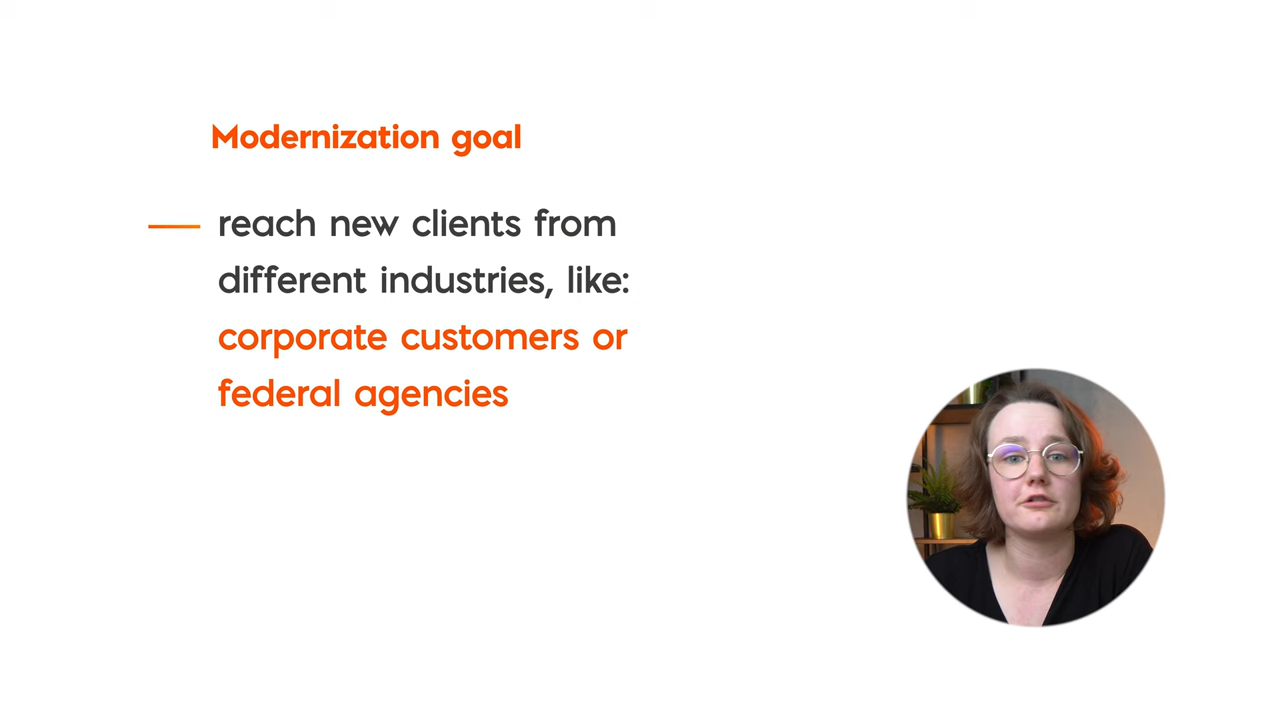 Modernization goal
reach new clients from
different industries, like:
corporate customers or
federal agencies